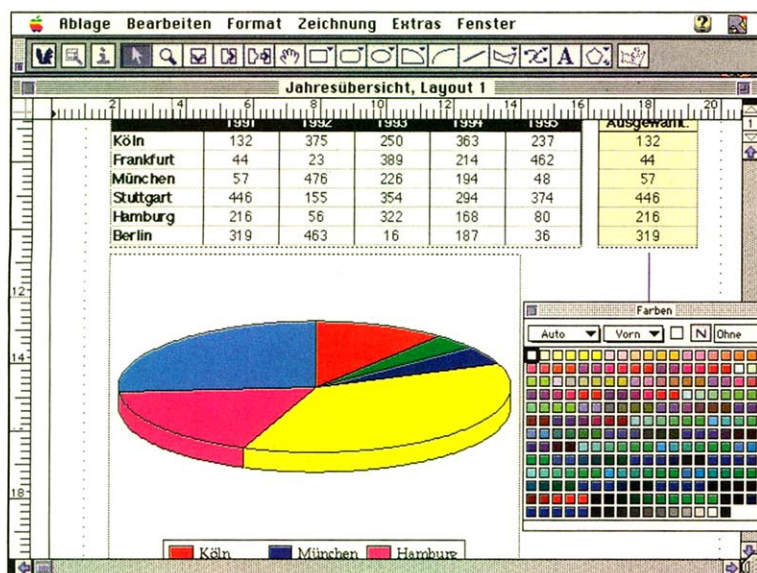 Ablage Bearbeiten Format Zeichnung Extras Fenster
Jahresübersicht, Layout 1
2 4 6 8 10 12 14 16 18 20
1991 1992 1993 1994 1995 Ausgewähl.
Köln 132 375 250 363 237 132
Frankfurt 44 23 389 214 462 44
München 57 476 226 194 48 57
Stuttgart 446 155 354 294 374 446
Hamburg 216 56 322 168 80 216
Berlin 319 463 16 187 36 319
1
12
14
18
Farben
Auto Vorn N Ohne
Köln München Hamburg